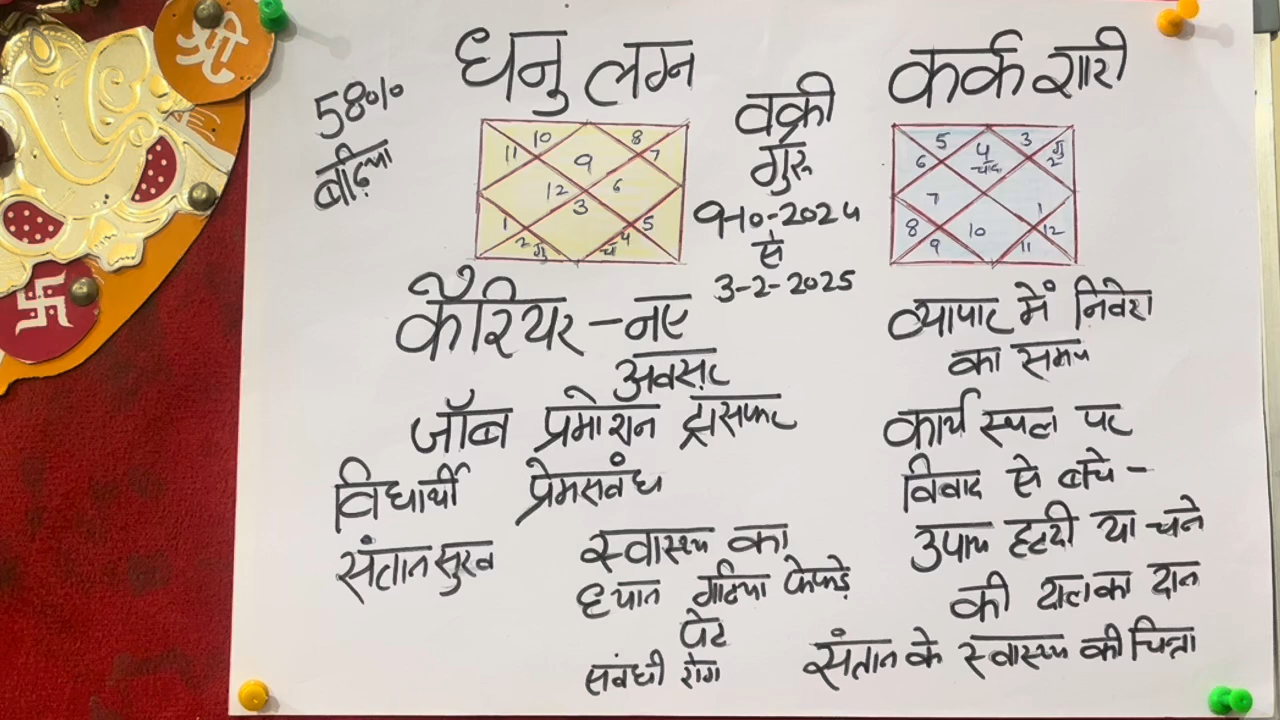 श्री
58%
बढ़िया
धनु लग्न
10
8
11
9
7
12
6
3
1
5
2 गु
4
चां
वक्री
गुरु
9-10-2024
से
3-2-2025
कर्क राशी
5
4
चांद्र
3
गु
2
6
7
1
8
10
12
9
11
कैरियर - नए
अवसर
जॉब प्रमोशन ट्रांसफर
विद्यार्थी प्रेमसंबंध
संतान सुख
स्वास्थ्य का
ध्यान गठिया फेफड़े
पेट
संबंधी रोग
व्यापार में निवेश
का समय
कार्य स्थल पर
विवाद से बचे -
उपाय हल्दी या चने
की दाल का दान
संतान के स्वास्थ्य की चिन्ता